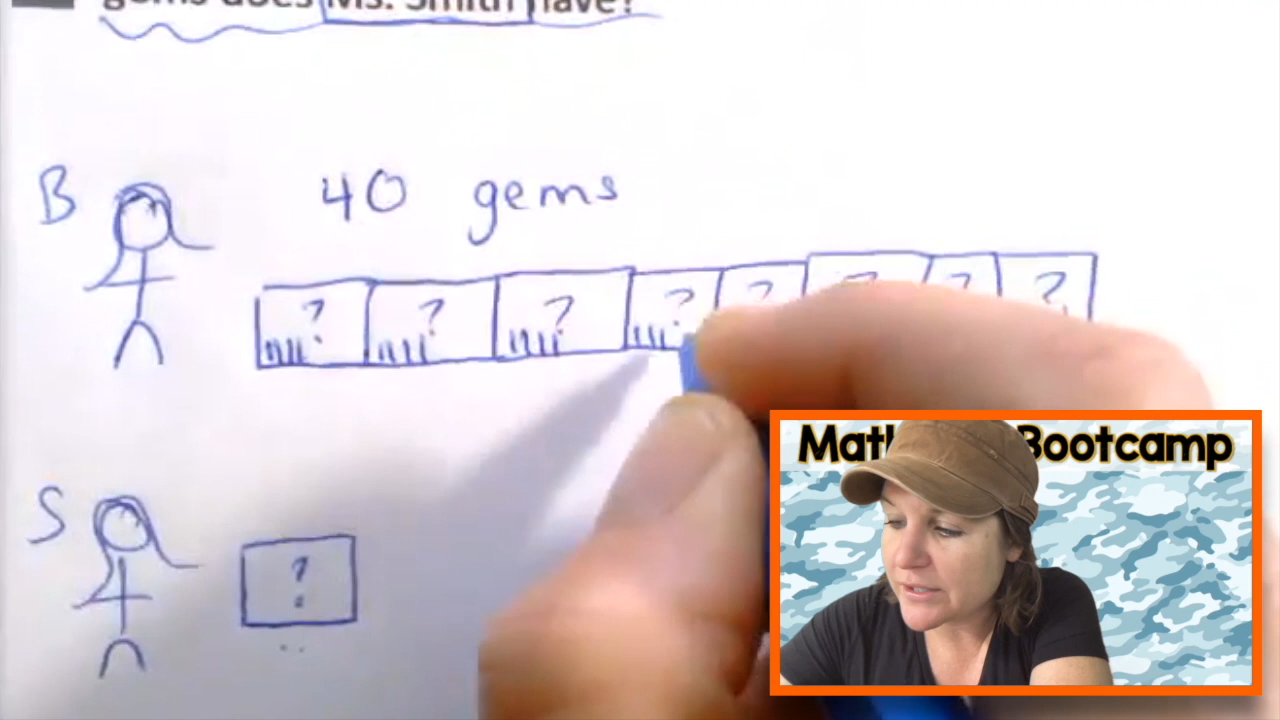 gems does Ms. Smith have?
B
40 gems
? ? ? ? ? ? ? ?
S
?
Math Bootcamp